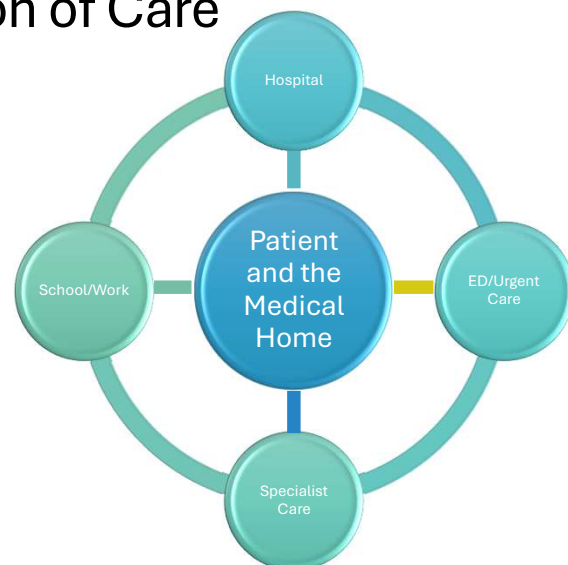 on of Care
Hospital
Patient
and the
Medical
Home
School/Work
ED/Urgent
Care
Specialist
Care